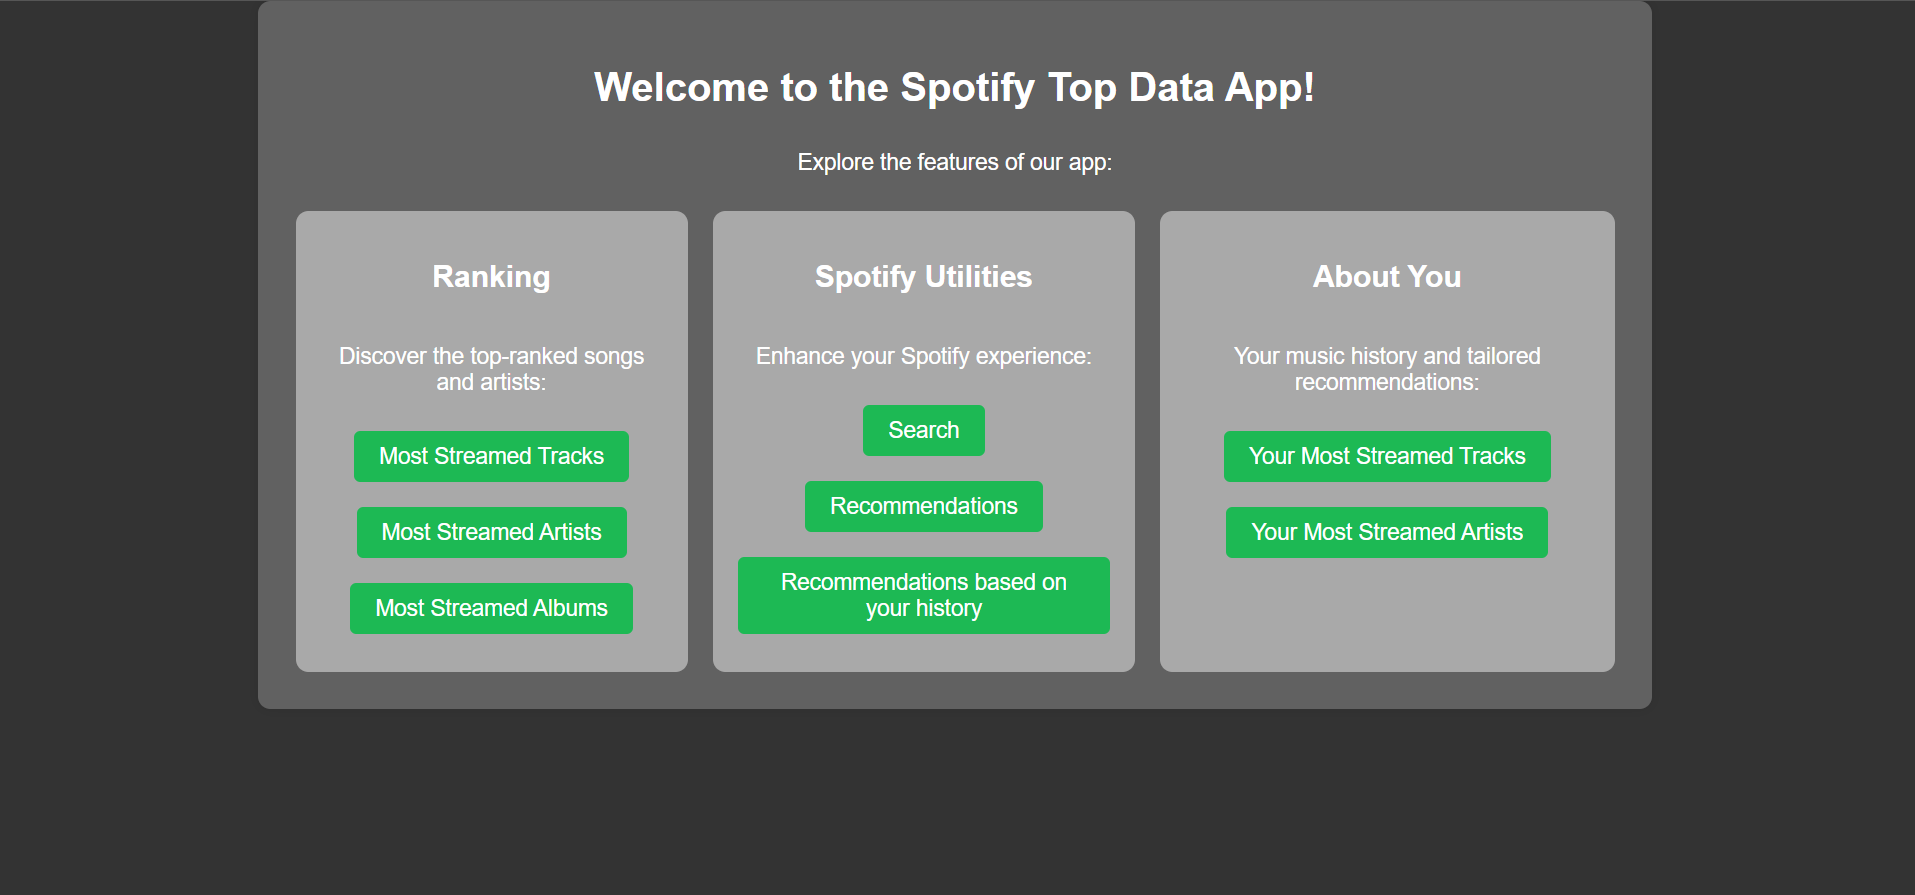 Welcome to the Spotify Top Data App!
Explore the features of our app:
Ranking
Discover the top-ranked songs
and artists:
Most Streamed Tracks
Most Streamed Artists
Most Streamed Albums
Spotify Utilities
Enhance your Spotify experience:
Search
Recommendations
Recommendations based on
your history
About You
Your music history and tailored
recommendations:
Your Most Streamed Tracks
Your Most Streamed Artists